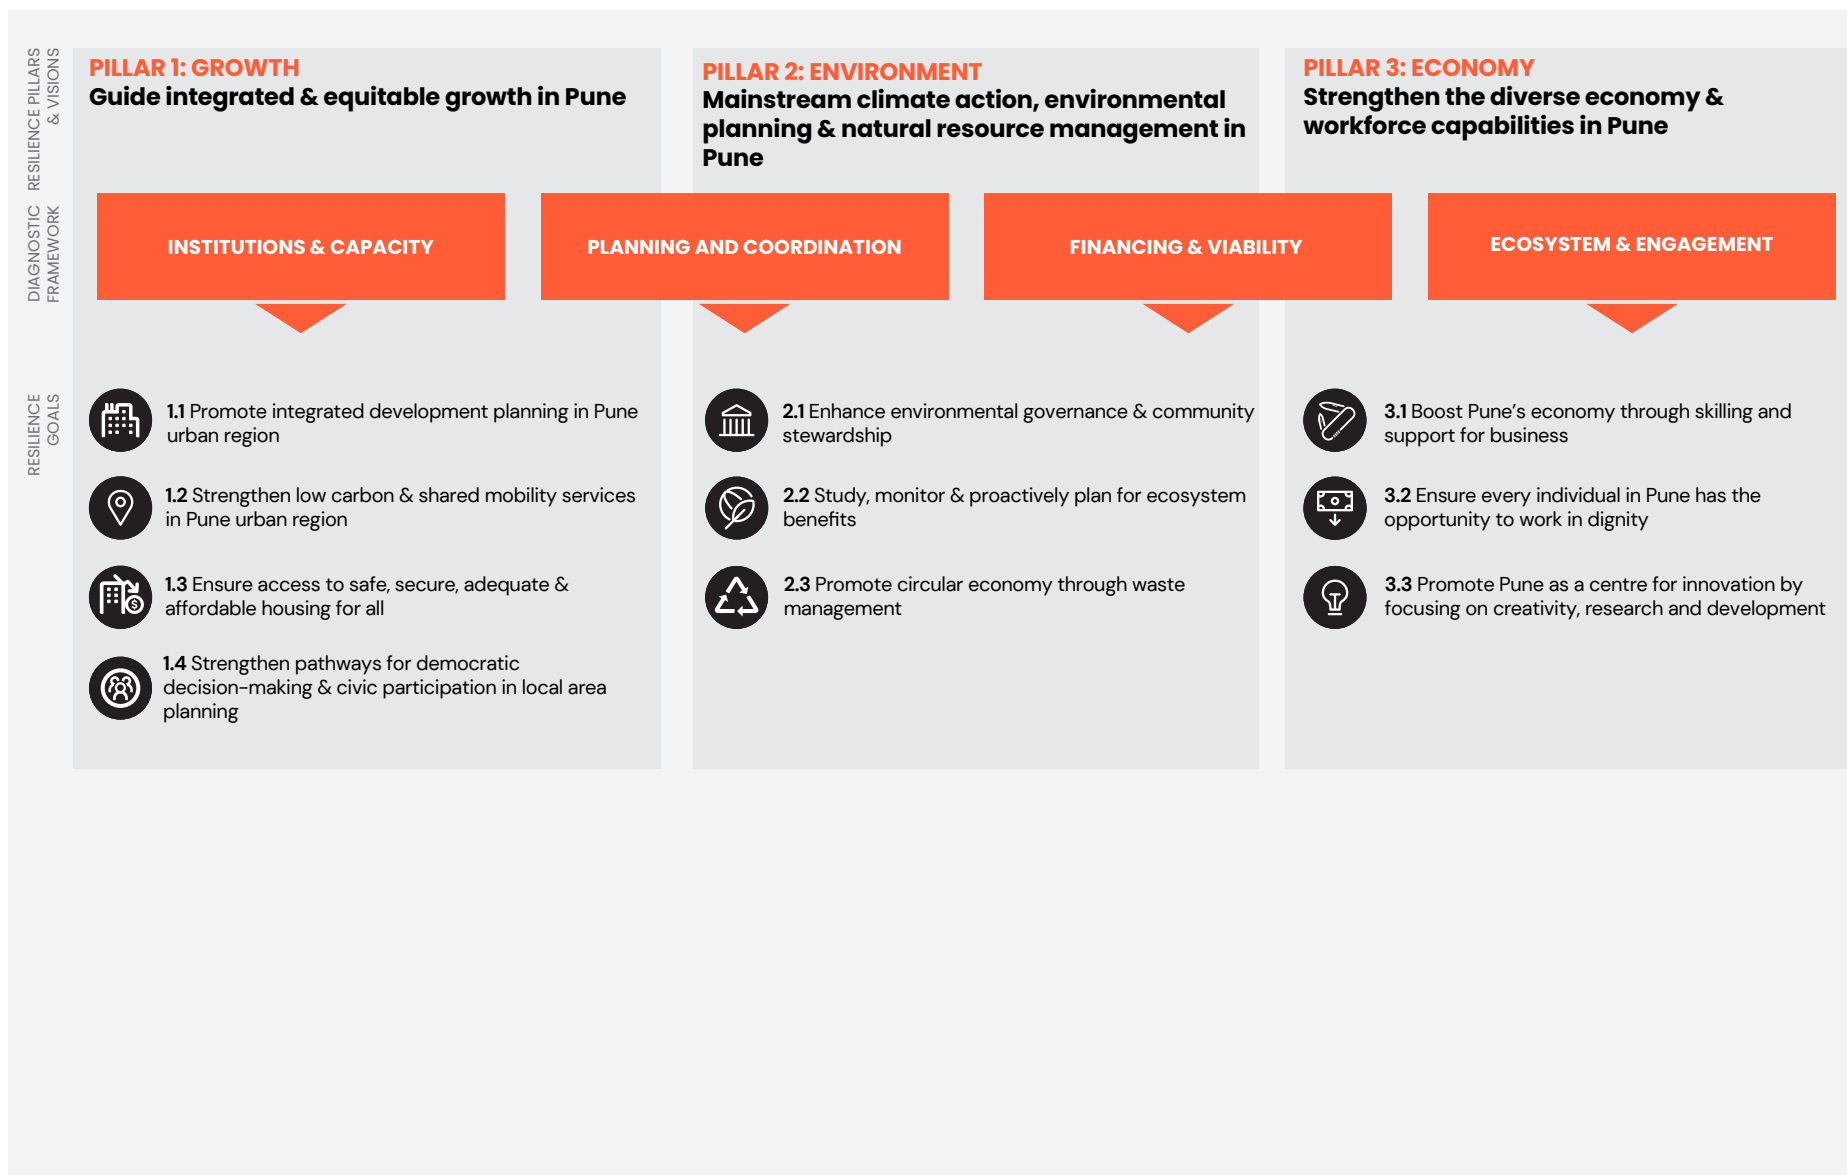 RESILIENCE PILLARS
& VISIONS
PILLAR 1: GROWTH
Guide integrated & equitable growth in Pune
PILLAR 2: ENVIRONMENT
Mainstream climate action, environmental
planning & natural resource management in
Pune
PILLAR 3: ECONOMY
Strengthen the diverse economy &
workforce capabilities in Pune
DIAGNOSTIC
FRAMEWORK
INSTITUTIONS & CAPACITY
PLANNING AND COORDINATION
FINANCING & VIABILITY
ECOSYSTEM & ENGAGEMENT
RESILIENCE
GOALS
1.1 Promote integrated development planning in Pune
urban region
1.2 Strengthen low carbon & shared mobility services
in Pune urban region
1.3 Ensure access to safe, secure, adequate &
affordable housing for all
1.4 Strengthen pathways for democratic
decision-making & civic participation in local area
planning
2.1 Enhance environmental governance & community
stewardship
2.2 Study, monitor & proactively plan for ecosystem
benefits
2.3 Promote circular economy through waste
management
3.1 Boost Pune's economy through skilling and
support for business
3.2 Ensure every individual in Pune has the
opportunity to work in dignity
3.3 Promote Pune as a centre for innovation by
focusing on creativity, research and development